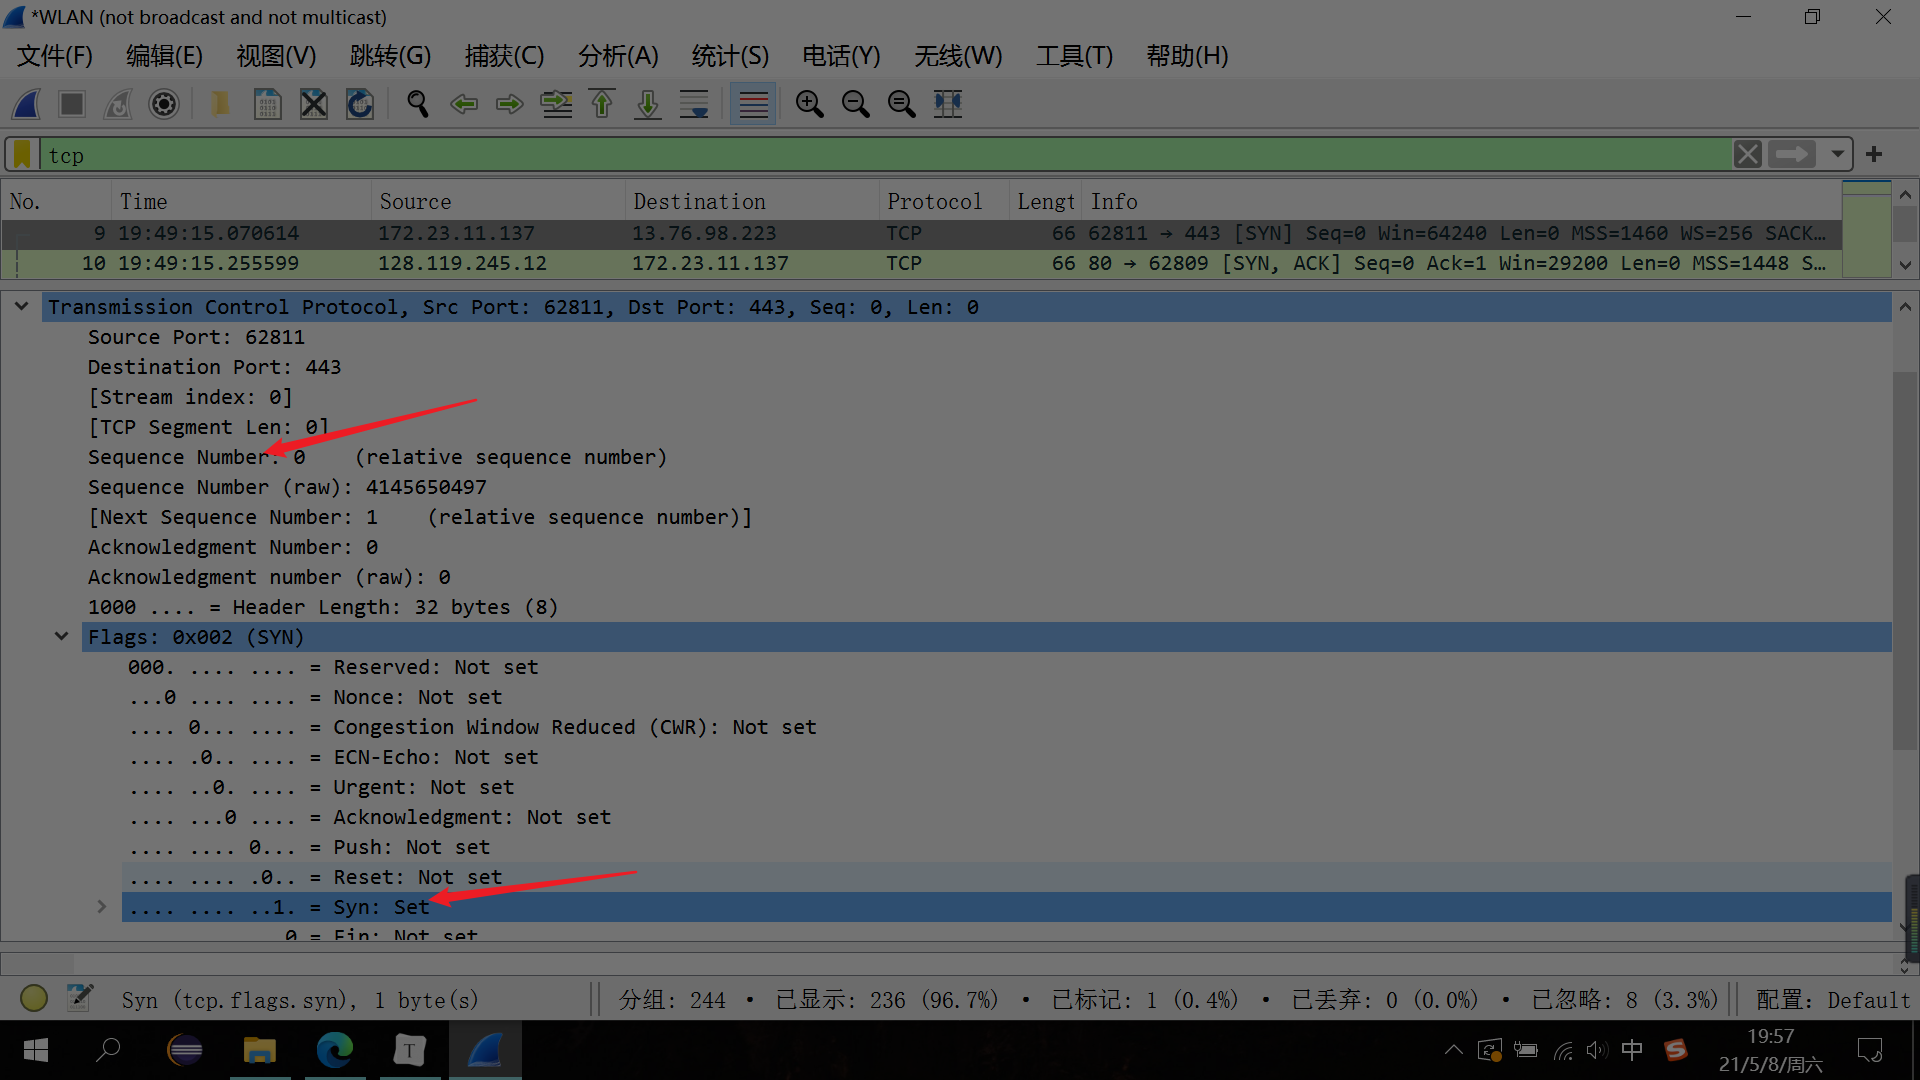 *WLAN (not broadcast and not multicast)
文件(F) 编辑(E) 视图(V) 跳转(G) 捕获(C) 分析(A) 统计(S) 电话(Y) 无线(W) 工具(T) 帮助(H)
tcp
No. Time Source Destination Protocol Lengt Info
9 19:49:15.070614 172.23.11.137 13.76.98.223 TCP 66 62811 → 443 [SYN] Seq=0 Win=64240 Len=0 MSS=1460 WS=256 SACK…
10 19:49:15.255599 128.119.245.12 172.23.11.137 TCP 66 80 → 62809 [SYN, ACK] Seq=0 Ack=1 Win=29200 Len=0 MSS=1448 S…
Transmission Control Protocol, Src Port: 62811, Dst Port: 443, Seq: 0, Len: 0
Source Port: 62811
Destination Port: 443
[Stream index: 0]
[TCP Segment Len: 0]
Sequence Number: 0    (relative sequence number)
Sequence Number (raw): 4145650497
[Next Sequence Number: 1    (relative sequence number)]
Acknowledgment Number: 0
Acknowledgment number (raw): 0
1000 .... = Header Length: 32 bytes (8)
Flags: 0x002 (SYN)
000. .... .... = Reserved: Not set
...0 .... .... = Nonce: Not set
.... 0... .... = Congestion Window Reduced (CWR): Not set
.... .0.. .... = ECN-Echo: Not set
.... ..0. .... = Urgent: Not set
.... ...0 .... = Acknowledgment: Not set
.... .... 0... = Push: Not set
.... .... .0.. = Reset: Not set
.... .... ..1. = Syn: Set
0 = Fin: Not set
Syn (tcp.flags.syn), 1 byte(s) 分组: 244 · 已显示: 236 (96.7%) · 已标记: 1 (0.4%) · 已丢弃: 0 (0.0%) · 已忽略: 8 (3.3%) 配置: Default
T 中 S 19:57
21/5/8/周六